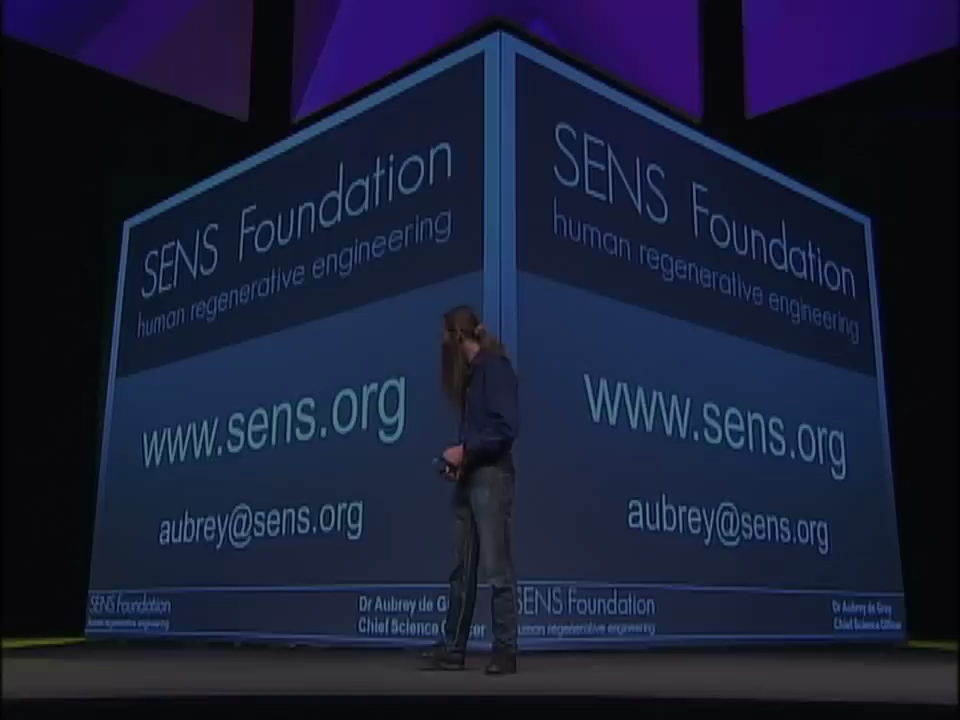 SENS Foundation
human regenerative engineering
www.sens.org
aubrey@sens.org
SENS Foundation
human regenerative engineering
Dr Aubrey de G
Chief Science Officer
SENS Foundation
human regenerative engineering
www.sens.org
aubrey@sens.org
SENS Foundation
human regenerative engineering
Dr Aubrey de Grey
Chief Science Officer